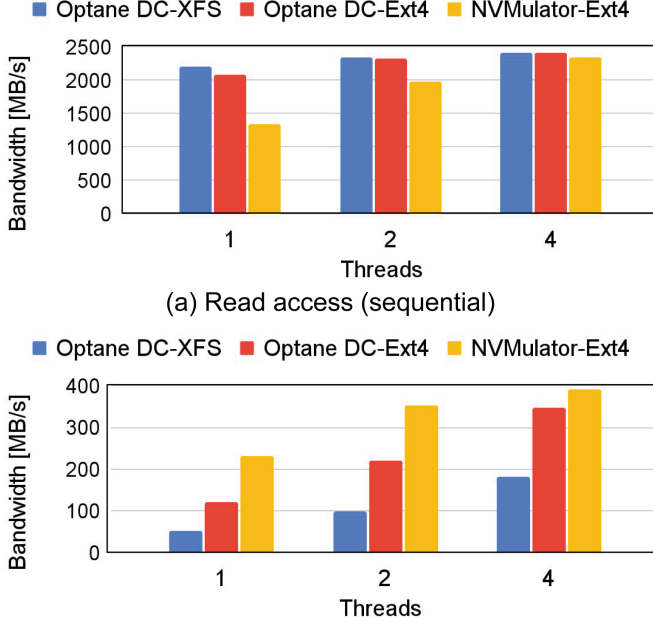 Optane DC-XFS Optane DC-Ext4 NVMulator-Ext4
Bandwidth [MB/s]
2500
2000
1500
1000
500
0
1 2 4
Threads
(a) Read access (sequential)
Optane DC-XFS Optane DC-Ext4 NVMulator-Ext4
Bandwidth [MB/s]
400
300
200
100
0
1 2 4
Threads